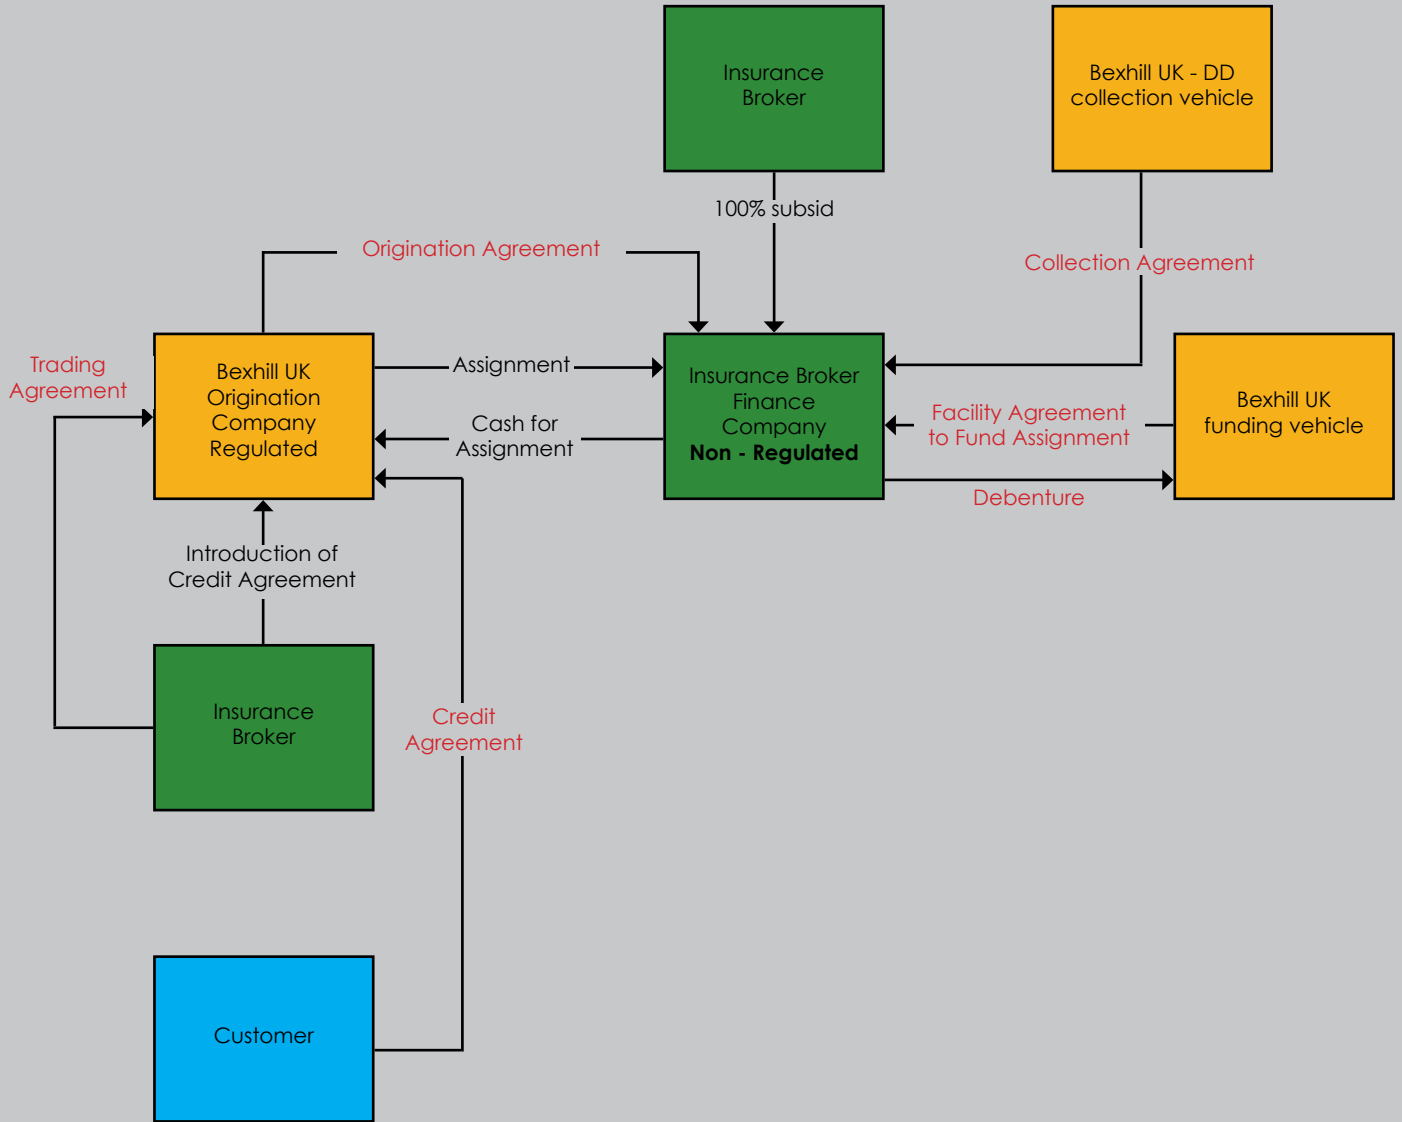 Insurance
Broker
Bexhill UK - DD
collection vehicle
100% subsid
Origination Agreement
Collection Agreement
Trading
Agreement
Bexhill UK
Origination
Company
Regulated
Assignment
Cash for
Assignment
Insurance Broker
Finance
Company
Non - Regulated
Facility Agreement
to Fund Assignment
Debenture
Bexhill UK
funding vehicle
Introduction of
Credit Agreement
Insurance
Broker
Credit
Agreement
Customer